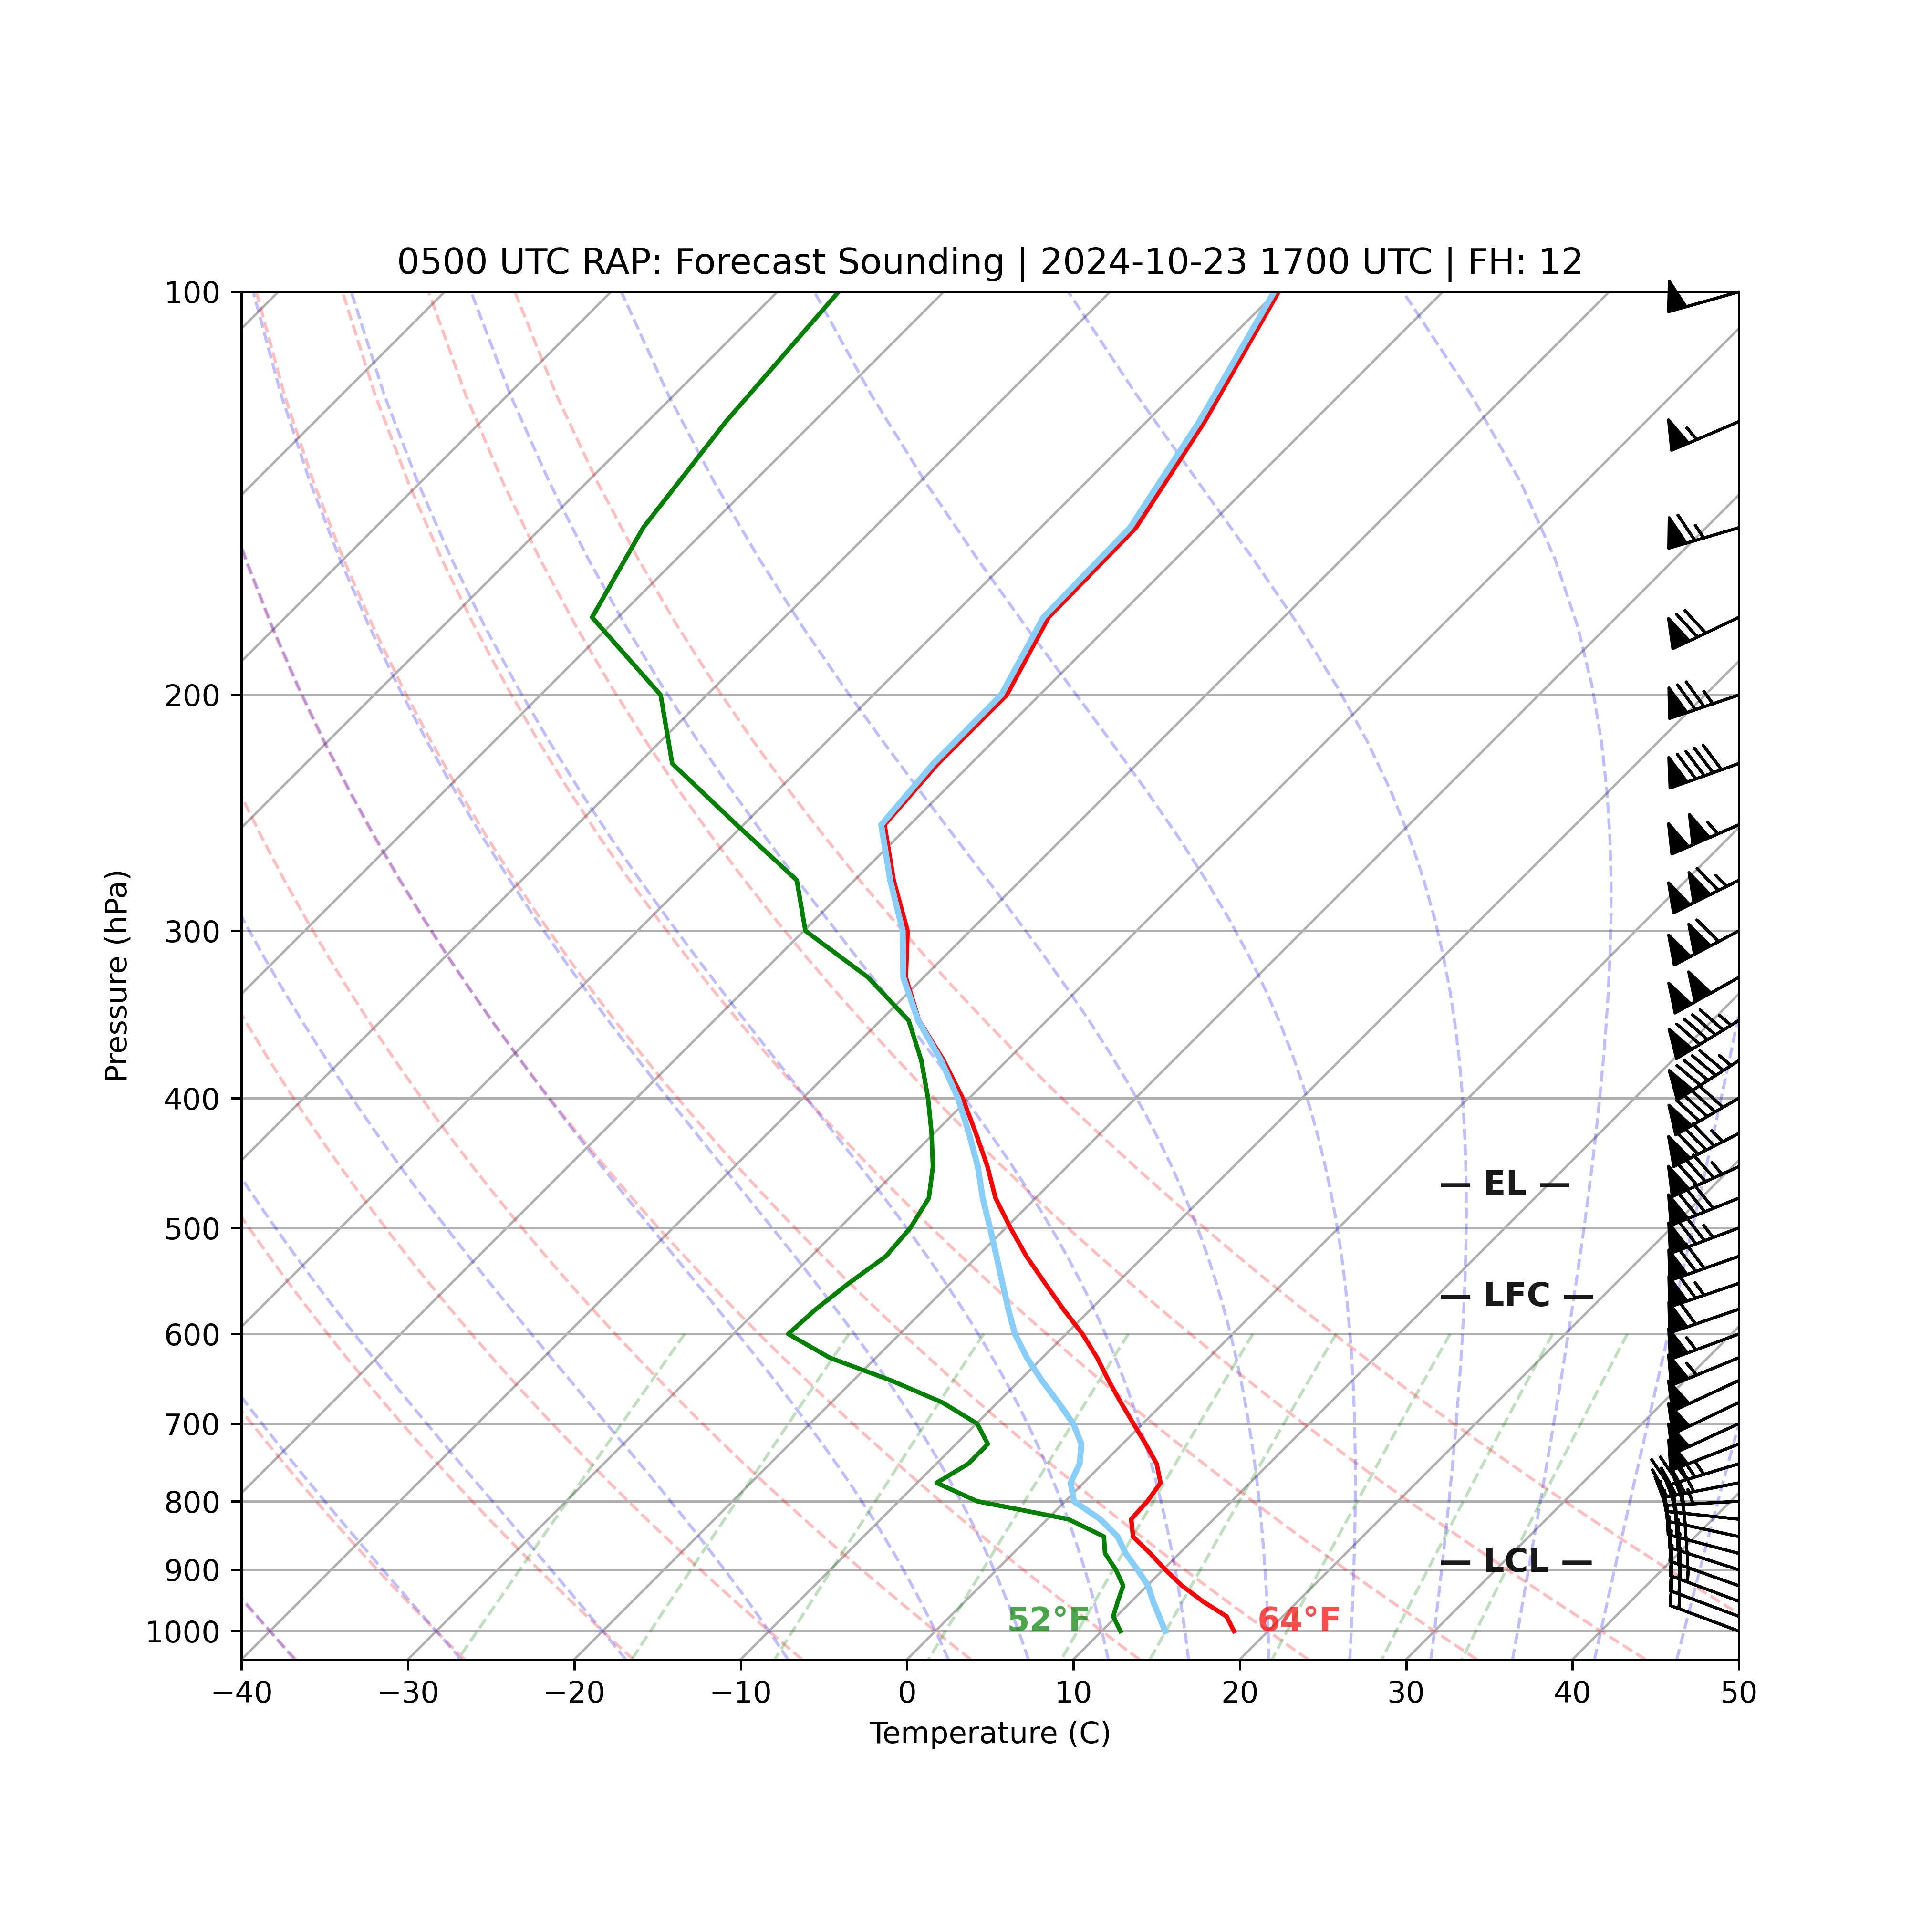 0500 UTC RAP: Forecast Sounding | 2024-10-23 1700 UTC | FH: 12
100
200
300
400
500
600
700
800
900
1000
Pressure (hPa)
— EL —
— LFC —
— LCL —
52°F
64°F
−40 −30 −20 −10 0 10 20 30 40 50
Temperature (C)